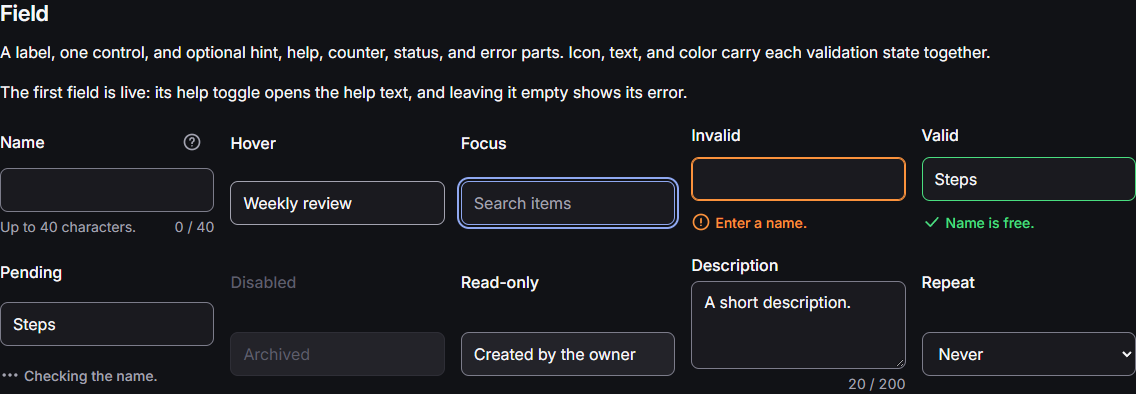 Field
A label, one control, and optional hint, help, counter, status, and error parts. Icon, text, and color carry each validation state together.
The first field is live: its help toggle opens the help text, and leaving it empty shows its error.
Name
Hover
Focus
Invalid
Valid
Weekly review
Search items
Steps
Up to 40 characters.
0 / 40
Enter a name.
Name is free.
Pending
Disabled
Read-only
Description
Repeat
Steps
Archived
Created by the owner
A short description.
Never
Checking the name.
20 / 200